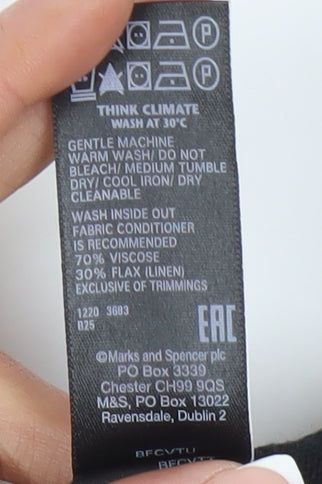 THINK CLIMATE
WASH AT 30°C
GENTLE MACHINE
WARM WASH/ DO NOT
BLEACH/ MEDIUM TUMBLE
DRY/ COOL IRON/ DRY
CLEANABLE
WASH INSIDE OUT
FABRIC CONDITIONER
IS RECOMMENDED
70% VISCOSE
30% FLAX (LINEN)
EXCLUSIVE OF TRIMMINGS
1220 3603
025
EAC
©Marks and Spencer plc
PO Box 3339
Chester CH99 9QS
M&S, PO Box 13022
Ravensdale, Dublin 2